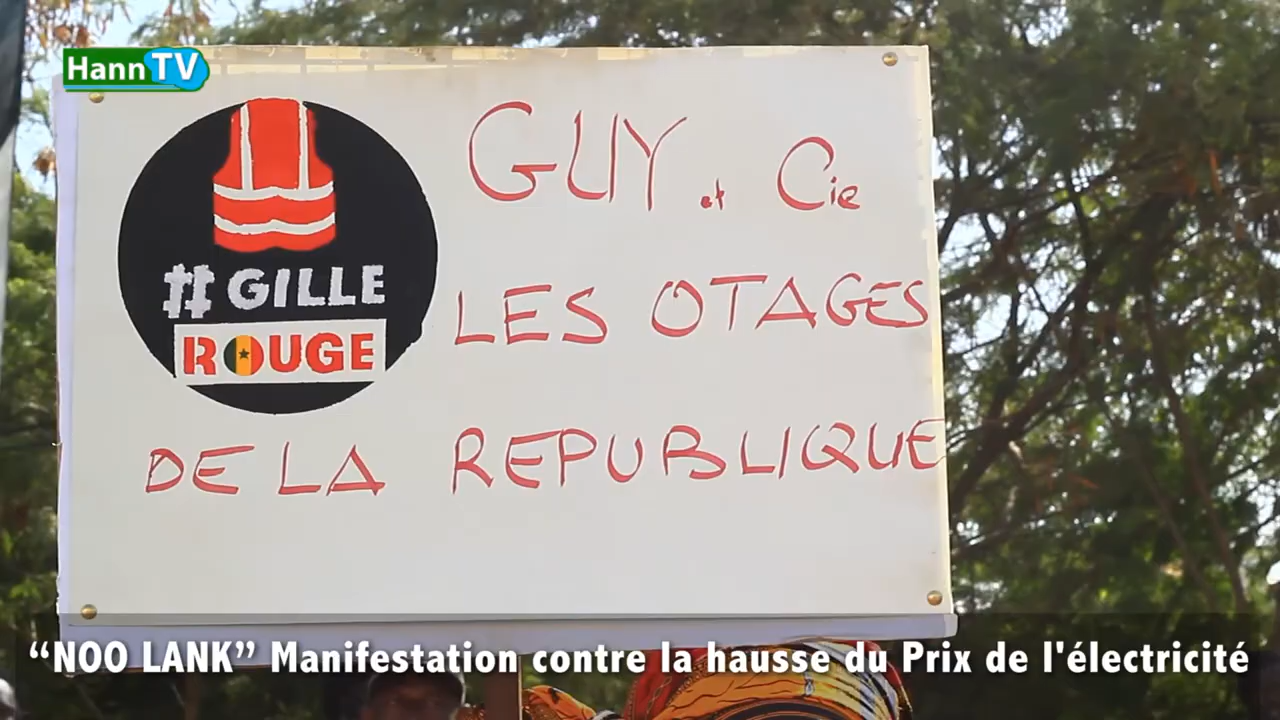 HannTV
GUY et Cie
#GILLE
ROUGE
LES OTAGES
DE LA REPUBLIQUE
“NOO LANK” Manifestation contre la hausse du Prix de l'électricité